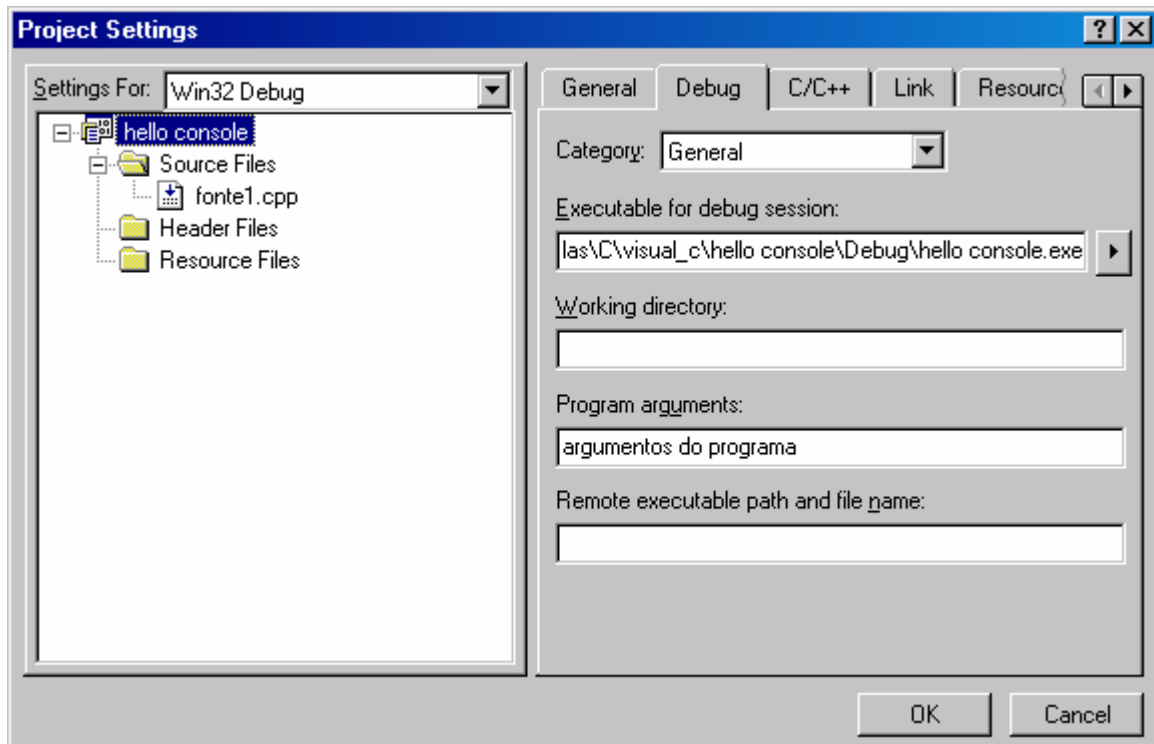 Project Settings
Settings For: Win32 Debug
hello console
Source Files
fonte1.cpp
Header Files
Resource Files
General Debug C/C++ Link Resourc
Category: General
Executable for debug session:
las\C\visual_c\hello console\Debug\hello console.exe
Working directory:
Program arguments:
argumentos do programa
Remote executable path and file name:
OK Cancel